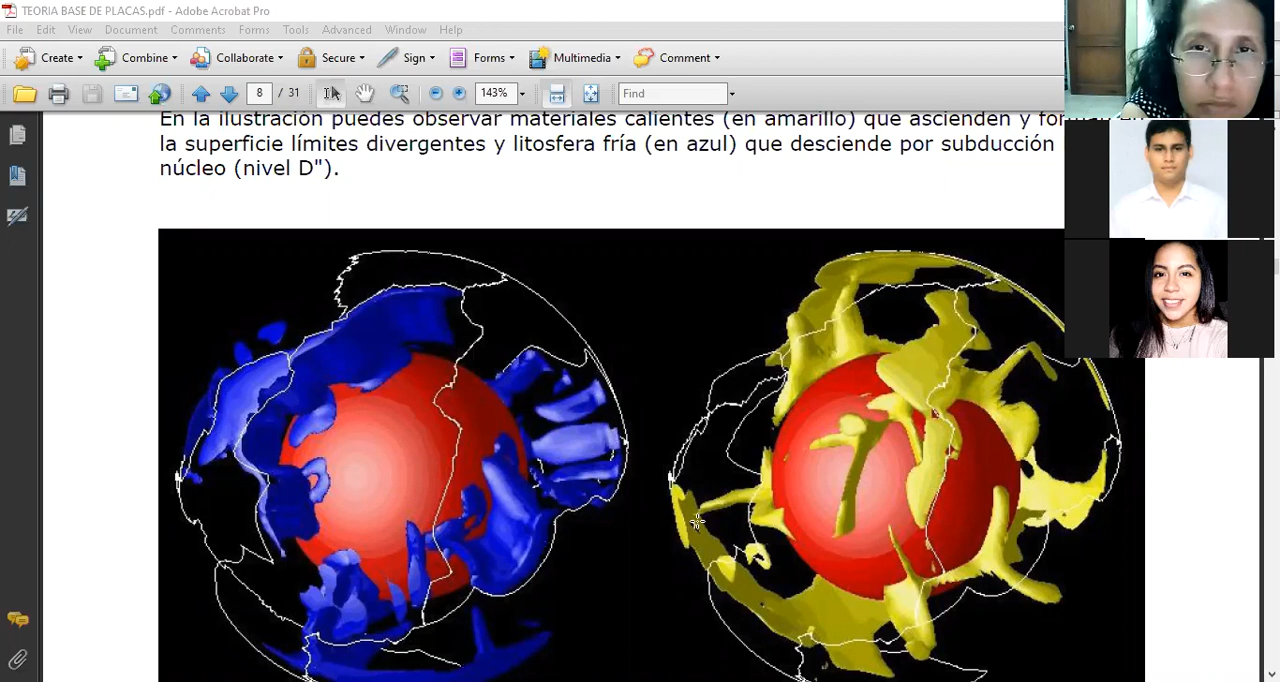 TEORIA BASE DE PLACAS.pdf - Adobe Acrobat Pro
File Edit View Document Comments Forms Tools Advanced Window Help
Create Combine Collaborate Secure Sign Forms Multimedia Comment
8 / 31 143% Find
En la ilustración puedes observar materiales calientes (en amarillo) que ascienden y
la superficie límites divergentes y litosfera fría (en azul) que desciende por subducción
núcleo (nivel D").